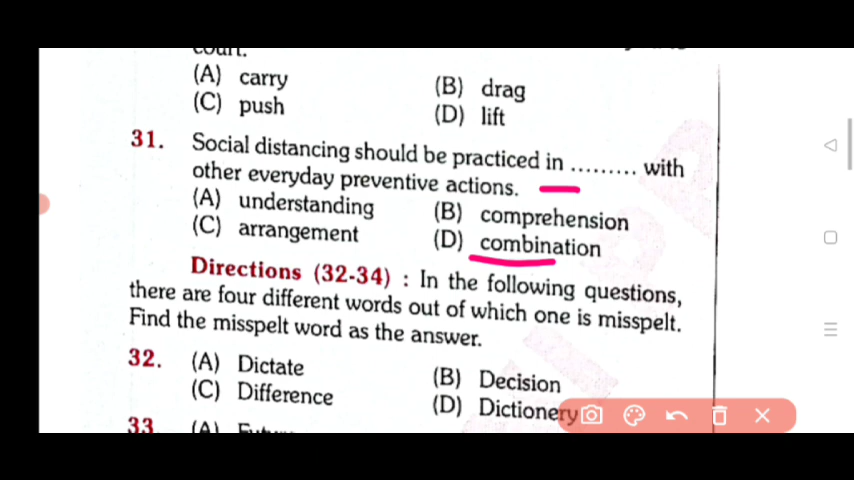 court.
(A) carry (B) drag
(C) push (D) lift
31. Social distancing should be practiced in ......... with
other everyday preventive actions.
(A) understanding (B) comprehension
(C) arrangement (D) combination
Directions (32-34) : In the following questions,
there are four different words out of which one is misspelt.
Find the misspelt word as the answer.
32. (A) Dictate (B) Decision
(C) Difference (D) Dictionery
33. (A)